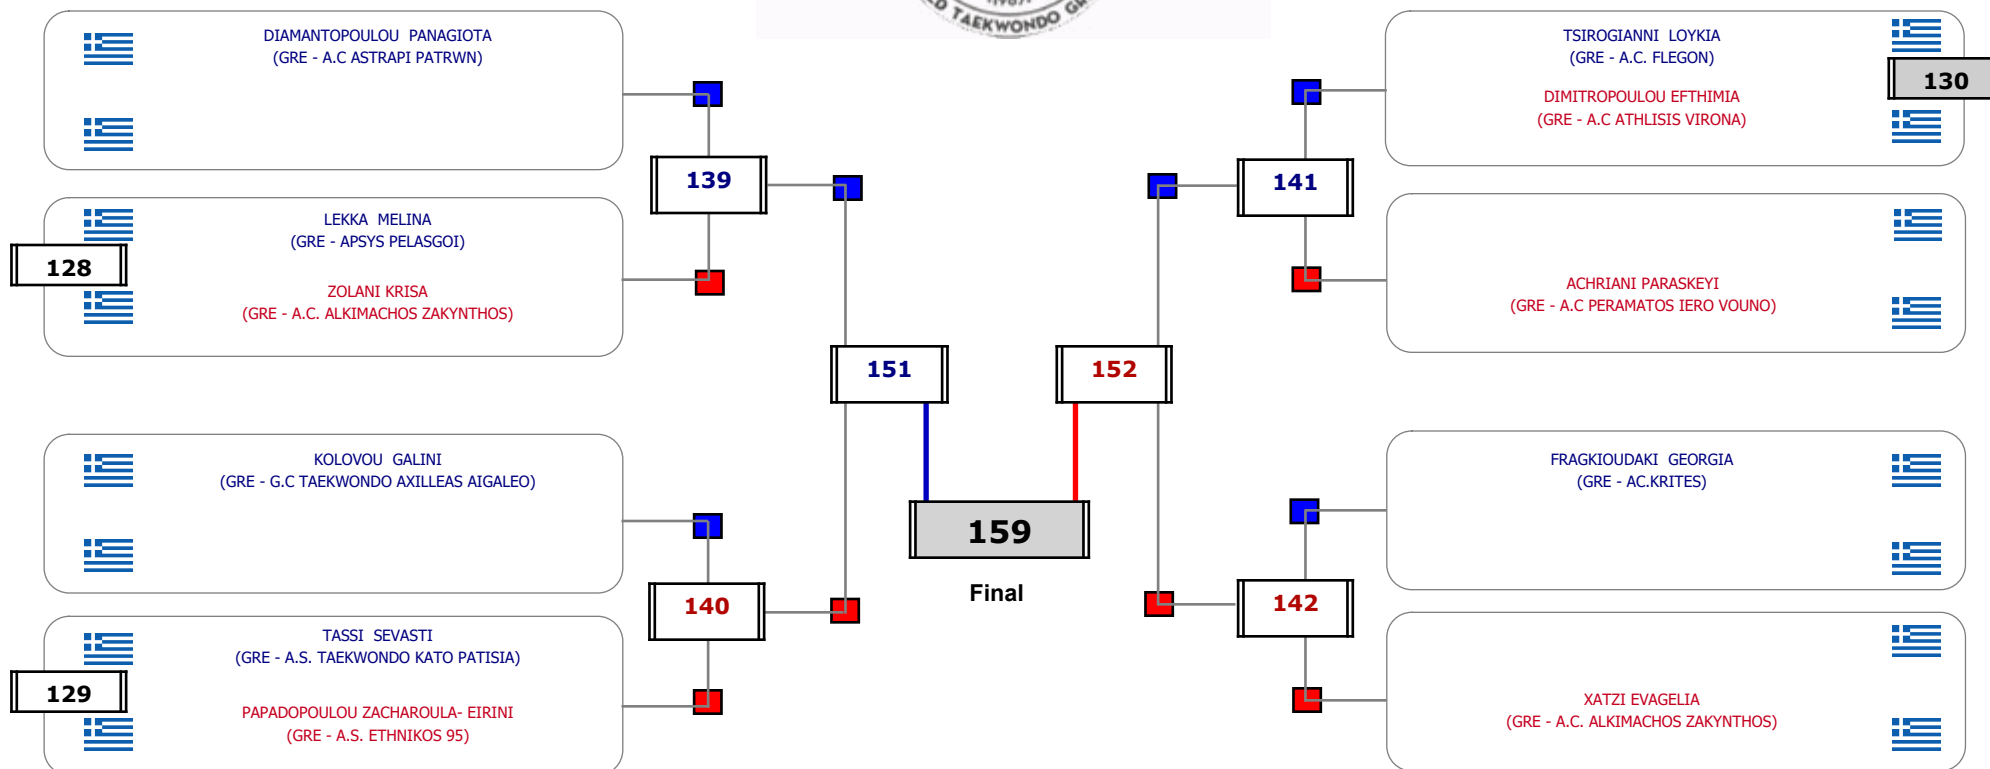 TAEKWONDO
DIAMANTOPOULOU PANAGIOTA
(GRE - A.C ASTRAPI PATRWN)
139
128
LEKKA MELINA
(GRE - APSYS PELASGOI)
ZOLANI KRISA
(GRE - A.C. ALKIMACHOS ZAKYNTHOS)
151
KOLOVOU GALINI
(GRE - G.C TAEKWONDO AXILLEAS AIGALEO)
140
129
TASSI SEVASTI
(GRE - A.S. TAEKWONDO KATO PATISIA)
PAPADOPOULOU ZACHAROULA- EIRINI
(GRE - A.S. ETHNIKOS 95)
159
Final
TSIROGIANNI LOYKIA
(GRE - A.C. FLEGON)
130
DIMITROPOULOU EFTHIMIA
(GRE - A.C ATHLISIS VIRONA)
141
ACHRIANI PARASKEYI
(GRE - A.C PERAMATOS IERO VOUNO)
152
FRAGKIOUDAKI GEORGIA
(GRE - AC.KRITES)
142
XATZI EVAGELIA
(GRE - A.C. ALKIMACHOS ZAKYNTHOS)